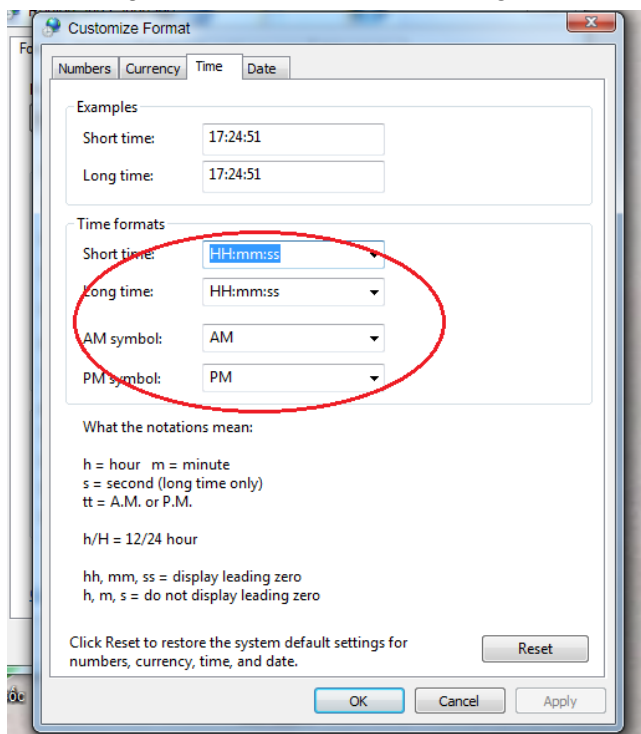 Customize Format
Fo
Numbers Currency Time Date
Examples
Short time: 17:24:51
Long time: 17:24:51
Time formats
Short time: HH:mm:ss
Long time: HH:mm:ss
AM symbol: AM
PM symbol: PM
What the notations mean:
h = hour m = minute
s = second (long time only)
tt = A.M. or P.M.
h/H = 12/24 hour
hh, mm, ss = display leading zero
h, m, s = do not display leading zero
Click Reset to restore the system default settings for
numbers, currency, time, and date.
Reset
ốc
OK Cancel Apply